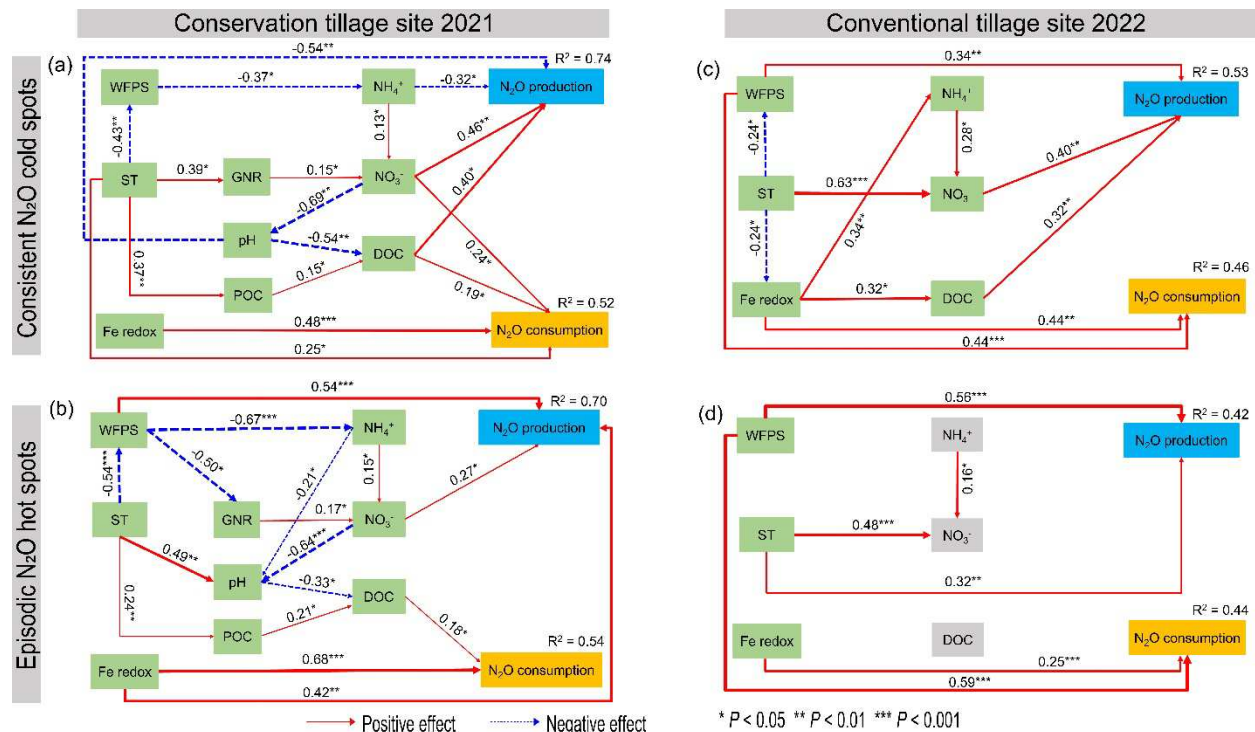 Conservation tillage site 2021
Conventional tillage site 2022
Consistent N₂O cold spots
Episodic N₂O hot spots
(a)
-0.54**
R² = 0.74
WFPS
-0.37*
NH₄⁺
-0.32*
N₂O production
-0.43**
0.13*
0.46**
ST
0.39*
GNR
0.15*
NO₃⁻
0.40*
-0.69**
pH
-0.54**
DOC
0.24*
0.37**
POC
0.15*
0.19*
R² = 0.52
Fe redox
0.48***
N₂O consumption
0.25*
(c)
0.34**
R² = 0.53
WFPS
NH₄⁺
N₂O production
-0.24*
0.28*
0.40**
ST
0.63***
NO₃
0.32**
-0.24*
0.34**
R² = 0.46
Fe redox
0.32*
DOC
N₂O consumption
0.44**
0.44***
(b)
0.54***
R² = 0.70
WFPS
-0.67***
NH₄⁺
N₂O production
-0.54***
-0.50*
-0.21*
0.15*
0.27*
ST
GNR
0.17*
NO₃⁻
0.49**
-0.64***
pH
-0.33*
DOC
0.24**
POC
0.21*
0.18*
R² = 0.54
Fe redox
0.68***
N₂O consumption
0.42**
(d)
0.56***
R² = 0.42
WFPS
NH₄⁺
N₂O production
0.16*
ST
0.48***
NO₃⁻
0.32**
R² = 0.44
Fe redox
DOC
N₂O consumption
0.25***
0.59***
Positive effect
Negative effect
* P < 0.05 ** P < 0.01 *** P < 0.001